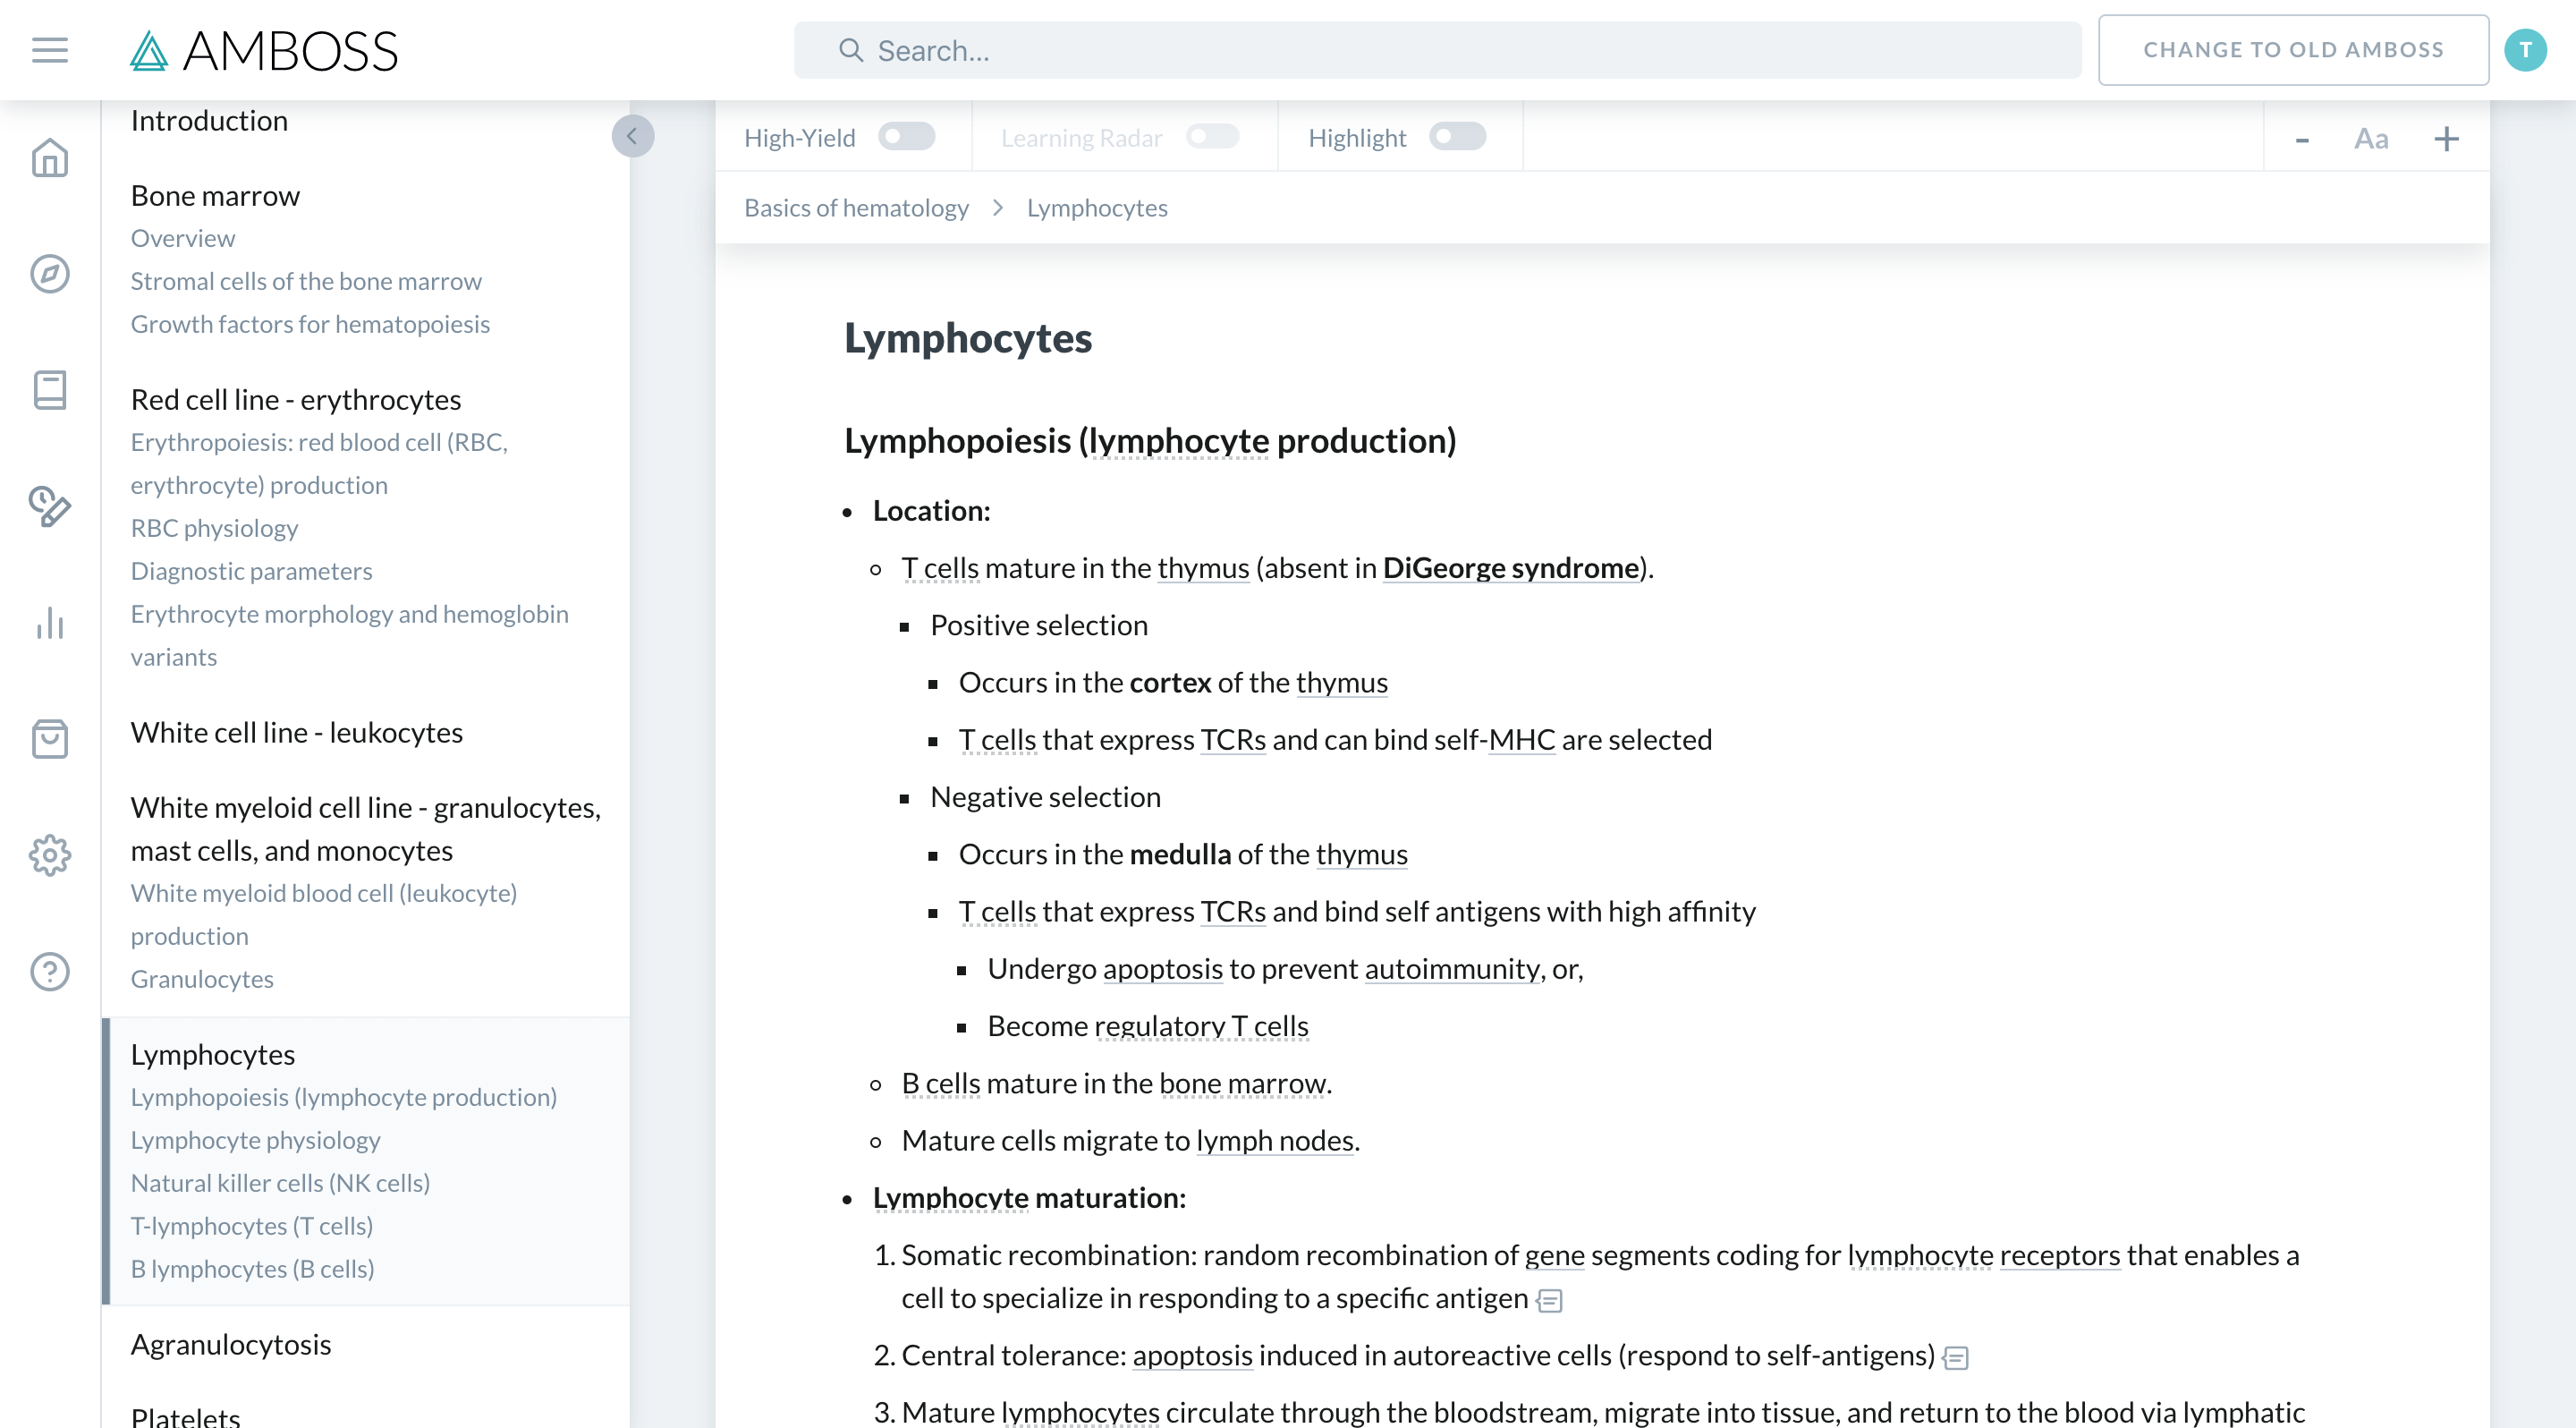 AMBOSS
Search...
CHANGE TO OLD AMBOSS
T
Introduction
Bone marrow
Overview
Stromal cells of the bone marrow
Growth factors for hematopoiesis
Red cell line - erythrocytes
Erythropoiesis: red blood cell (RBC,
erythrocyte) production
RBC physiology
Diagnostic parameters
Erythrocyte morphology and hemoglobin
variants
White cell line - leukocytes
White myeloid cell line - granulocytes,
mast cells, and monocytes
White myeloid blood cell (leukocyte)
production
Granulocytes
Lymphocytes
Lymphopoiesis (lymphocyte production)
Lymphocyte physiology
Natural killer cells (NK cells)
T-lymphocytes (T cells)
B lymphocytes (B cells)
Agranulocytosis
Platelets
High-Yield
Learning Radar
Highlight
- Aa +
Basics of hematology > Lymphocytes
Lymphocytes
Lymphopoiesis (lymphocyte production)
Location:
T cells mature in the thymus (absent in DiGeorge syndrome).
Positive selection
Occurs in the cortex of the thymus
T cells that express TCRs and can bind self-MHC are selected
Negative selection
Occurs in the medulla of the thymus
T cells that express TCRs and bind self antigens with high affinity
Undergo apoptosis to prevent autoimmunity, or,
Become regulatory T cells
B cells mature in the bone marrow.
Mature cells migrate to lymph nodes.
Lymphocyte maturation:
1. Somatic recombination: random recombination of gene segments coding for lymphocyte receptors that enables a
cell to specialize in responding to a specific antigen
2. Central tolerance: apoptosis induced in autoreactive cells (respond to self-antigens)
3. Mature lymphocytes circulate through the bloodstream, migrate into tissue, and return to the blood via lymphatic